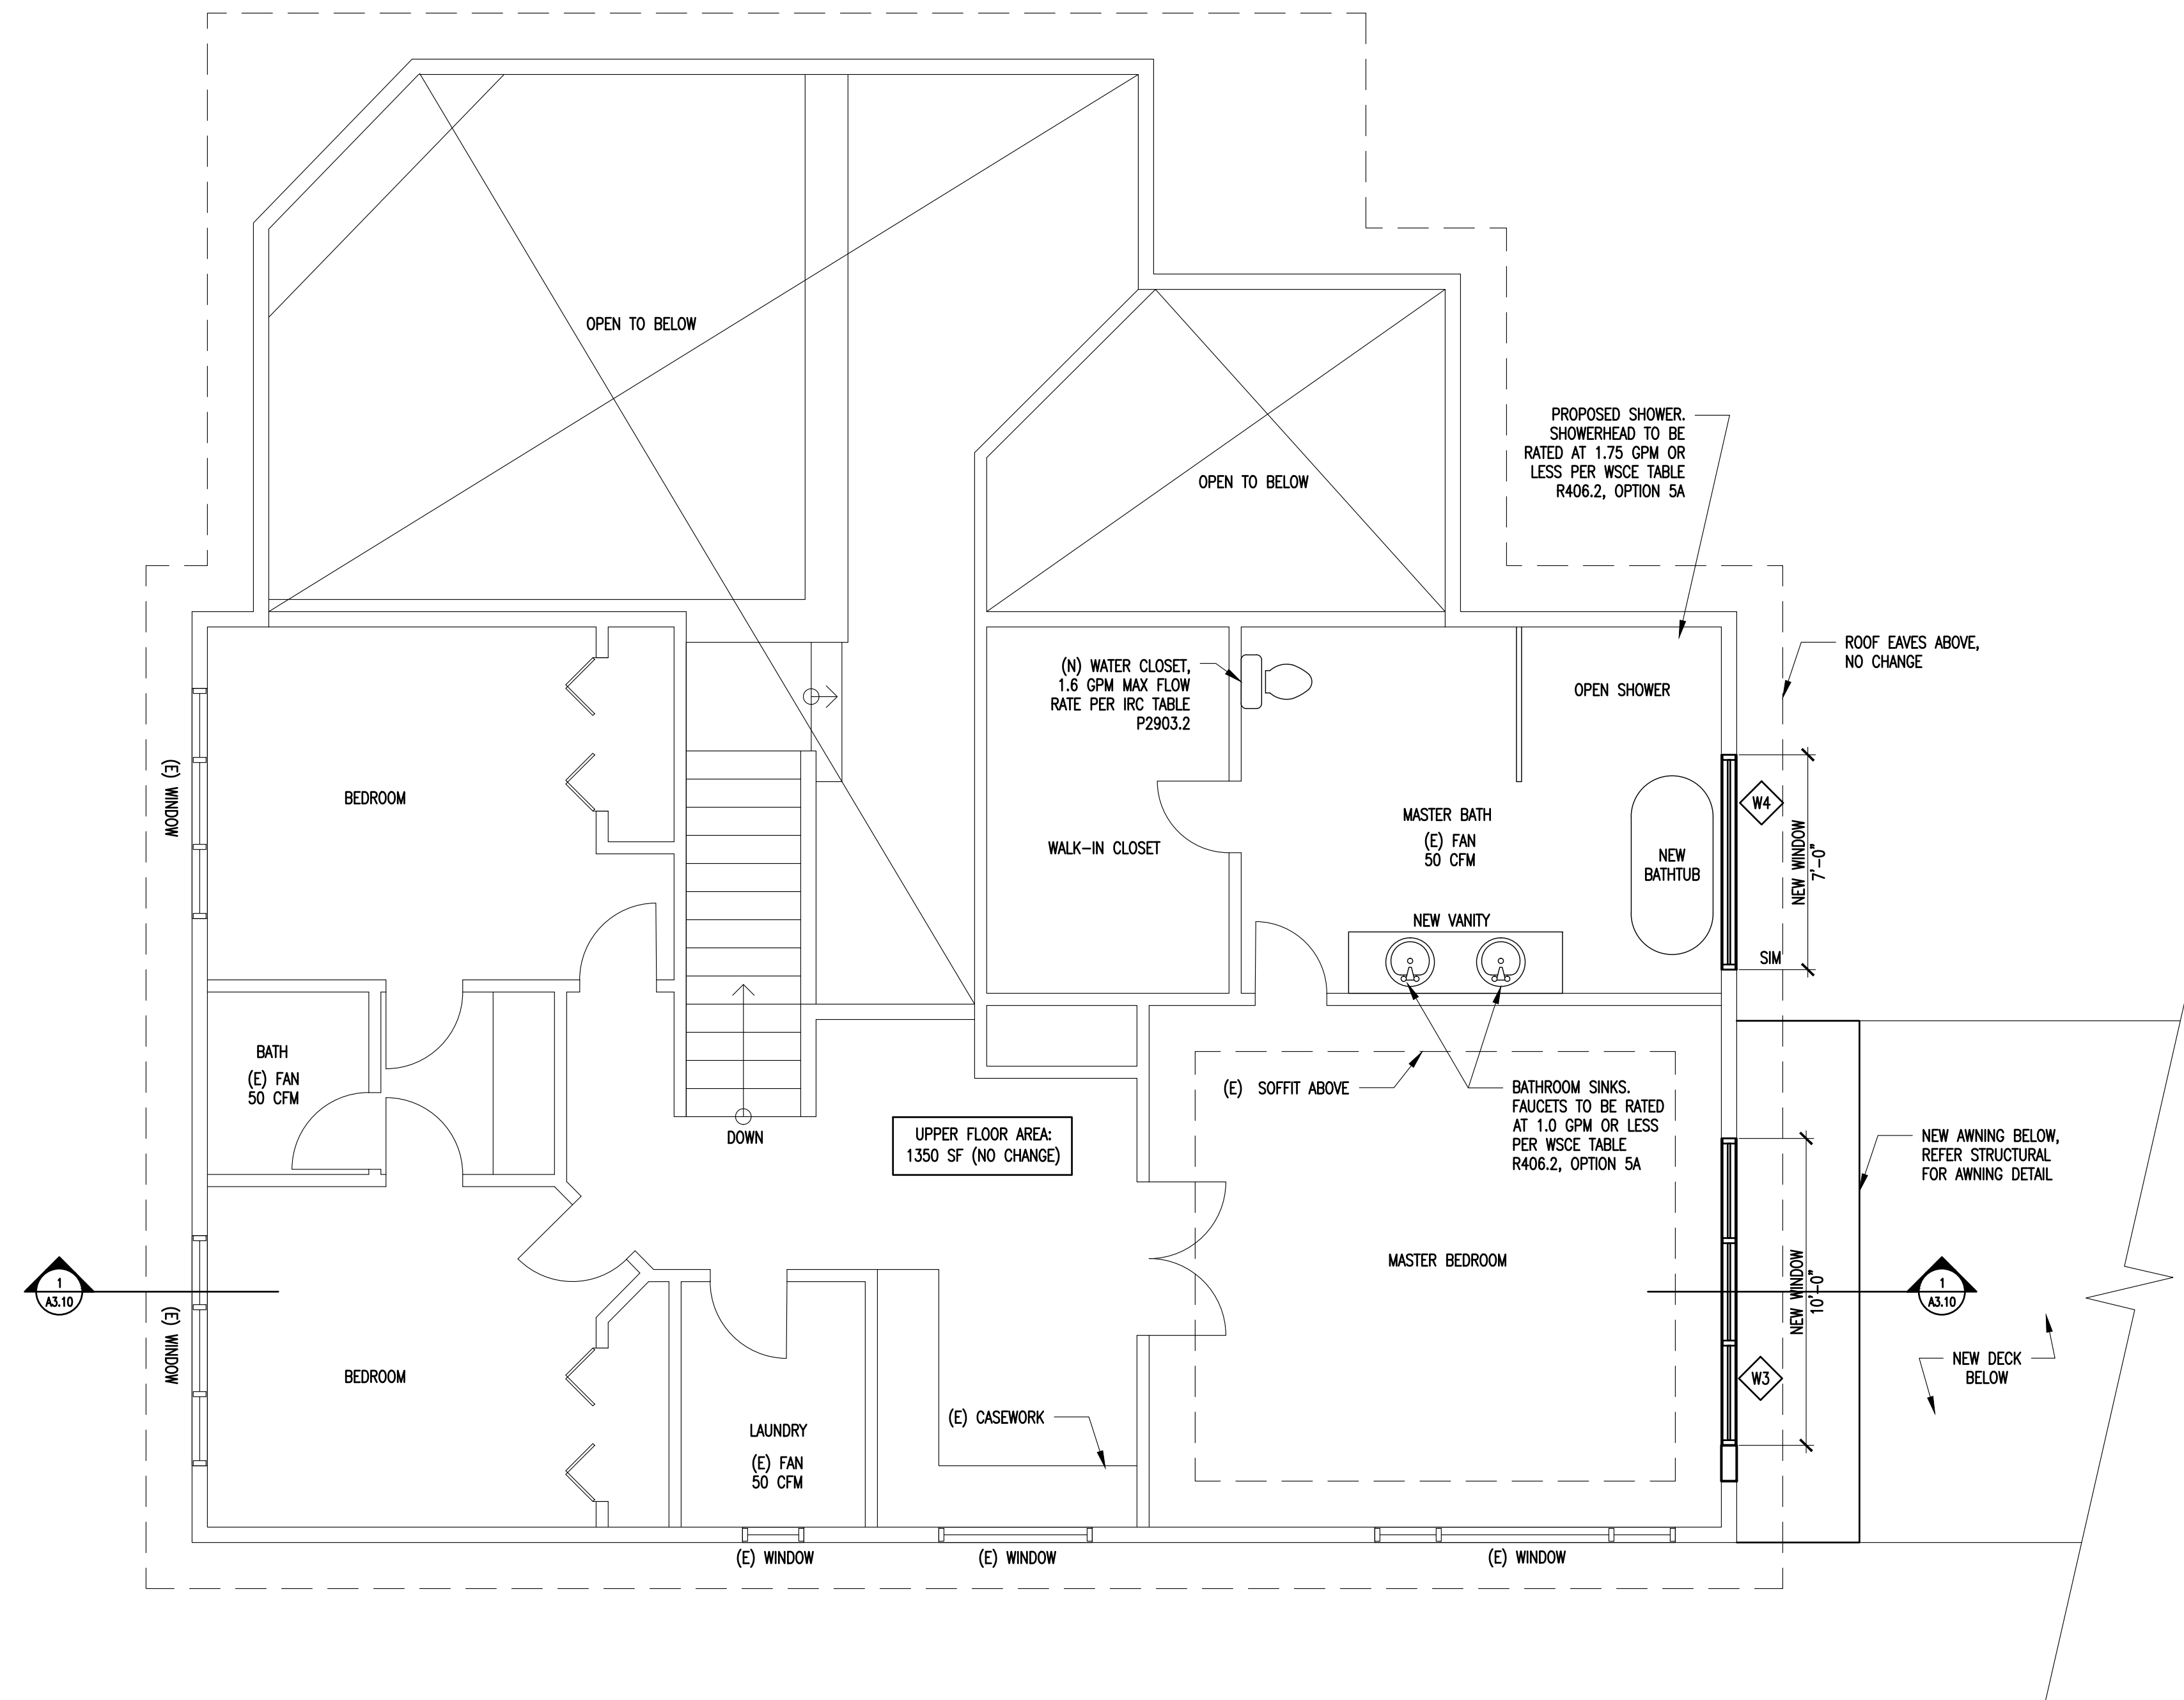 OPEN TO BELOW
PROPOSED SHOWER.
SHOWERHEAD TO BE
RATED AT 1.75 GPM OR
LESS PER WSCE TABLE
R406.2, OPTION 5A
OPEN TO BELOW
ROOF EAVES ABOVE,
NO CHANGE
(N) WATER CLOSET,
1.6 GPM MAX FLOW
RATE PER IRC TABLE
P2903.2
OPEN SHOWER
(E) WINDOW
BEDROOM
WALK-IN CLOSET
MASTER BATH
(E) FAN
50 CFM
NEW
BATHTUB
W4
NEW WINDOW
7'-0"
NEW VANITY
SIM
BATH
(E) FAN
50 CFM
DOWN
UPPER FLOOR AREA:
1350 SF (NO CHANGE)
(E) SOFFIT ABOVE
BATHROOM SINKS.
FAUCETS TO BE RATED
AT 1.0 GPM OR LESS
PER WSCE TABLE
R406.2, OPTION 5A
NEW AWNING BELOW,
REFER STRUCTURAL
FOR AWNING DETAIL
MASTER BEDROOM
1
A3.10
NEW WINDOW
10'-0"
1
A3.10
(E) WINDOW
BEDROOM
W3
NEW DECK
BELOW
LAUNDRY
(E) FAN
50 CFM
(E) CASEWORK
(E) WINDOW
(E) WINDOW
(E) WINDOW